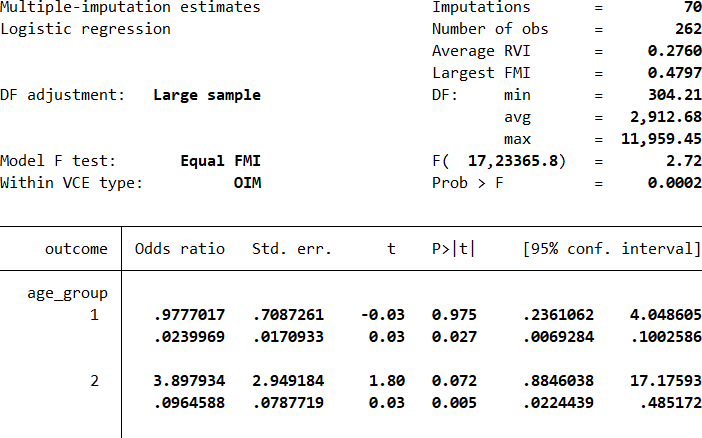 Multiple-imputation estimates Imputations = 70
Logistic regression Number of obs = 262
Average RVI = 0.2760
Largest FMI = 0.4797
DF adjustment: Large sample DF: min = 304.21
avg = 2,912.68
max = 11,959.45
Model F test: Equal FMI F( 17,23365.8) = 2.72
Within VCE type: OIM Prob > F = 0.0002
outcome Odds ratio Std. err. t P>|t| [95% conf. interval]
age_group
1 .9777017 .7087261 -0.03 0.975 .2361062 4.048605
.0239969 .0170933 0.03 0.027 .0069284 .1002586
2 3.897934 2.949184 1.80 0.072 .8846038 17.17593
.0964588 .0787719 0.03 0.005 .0224439 .485172